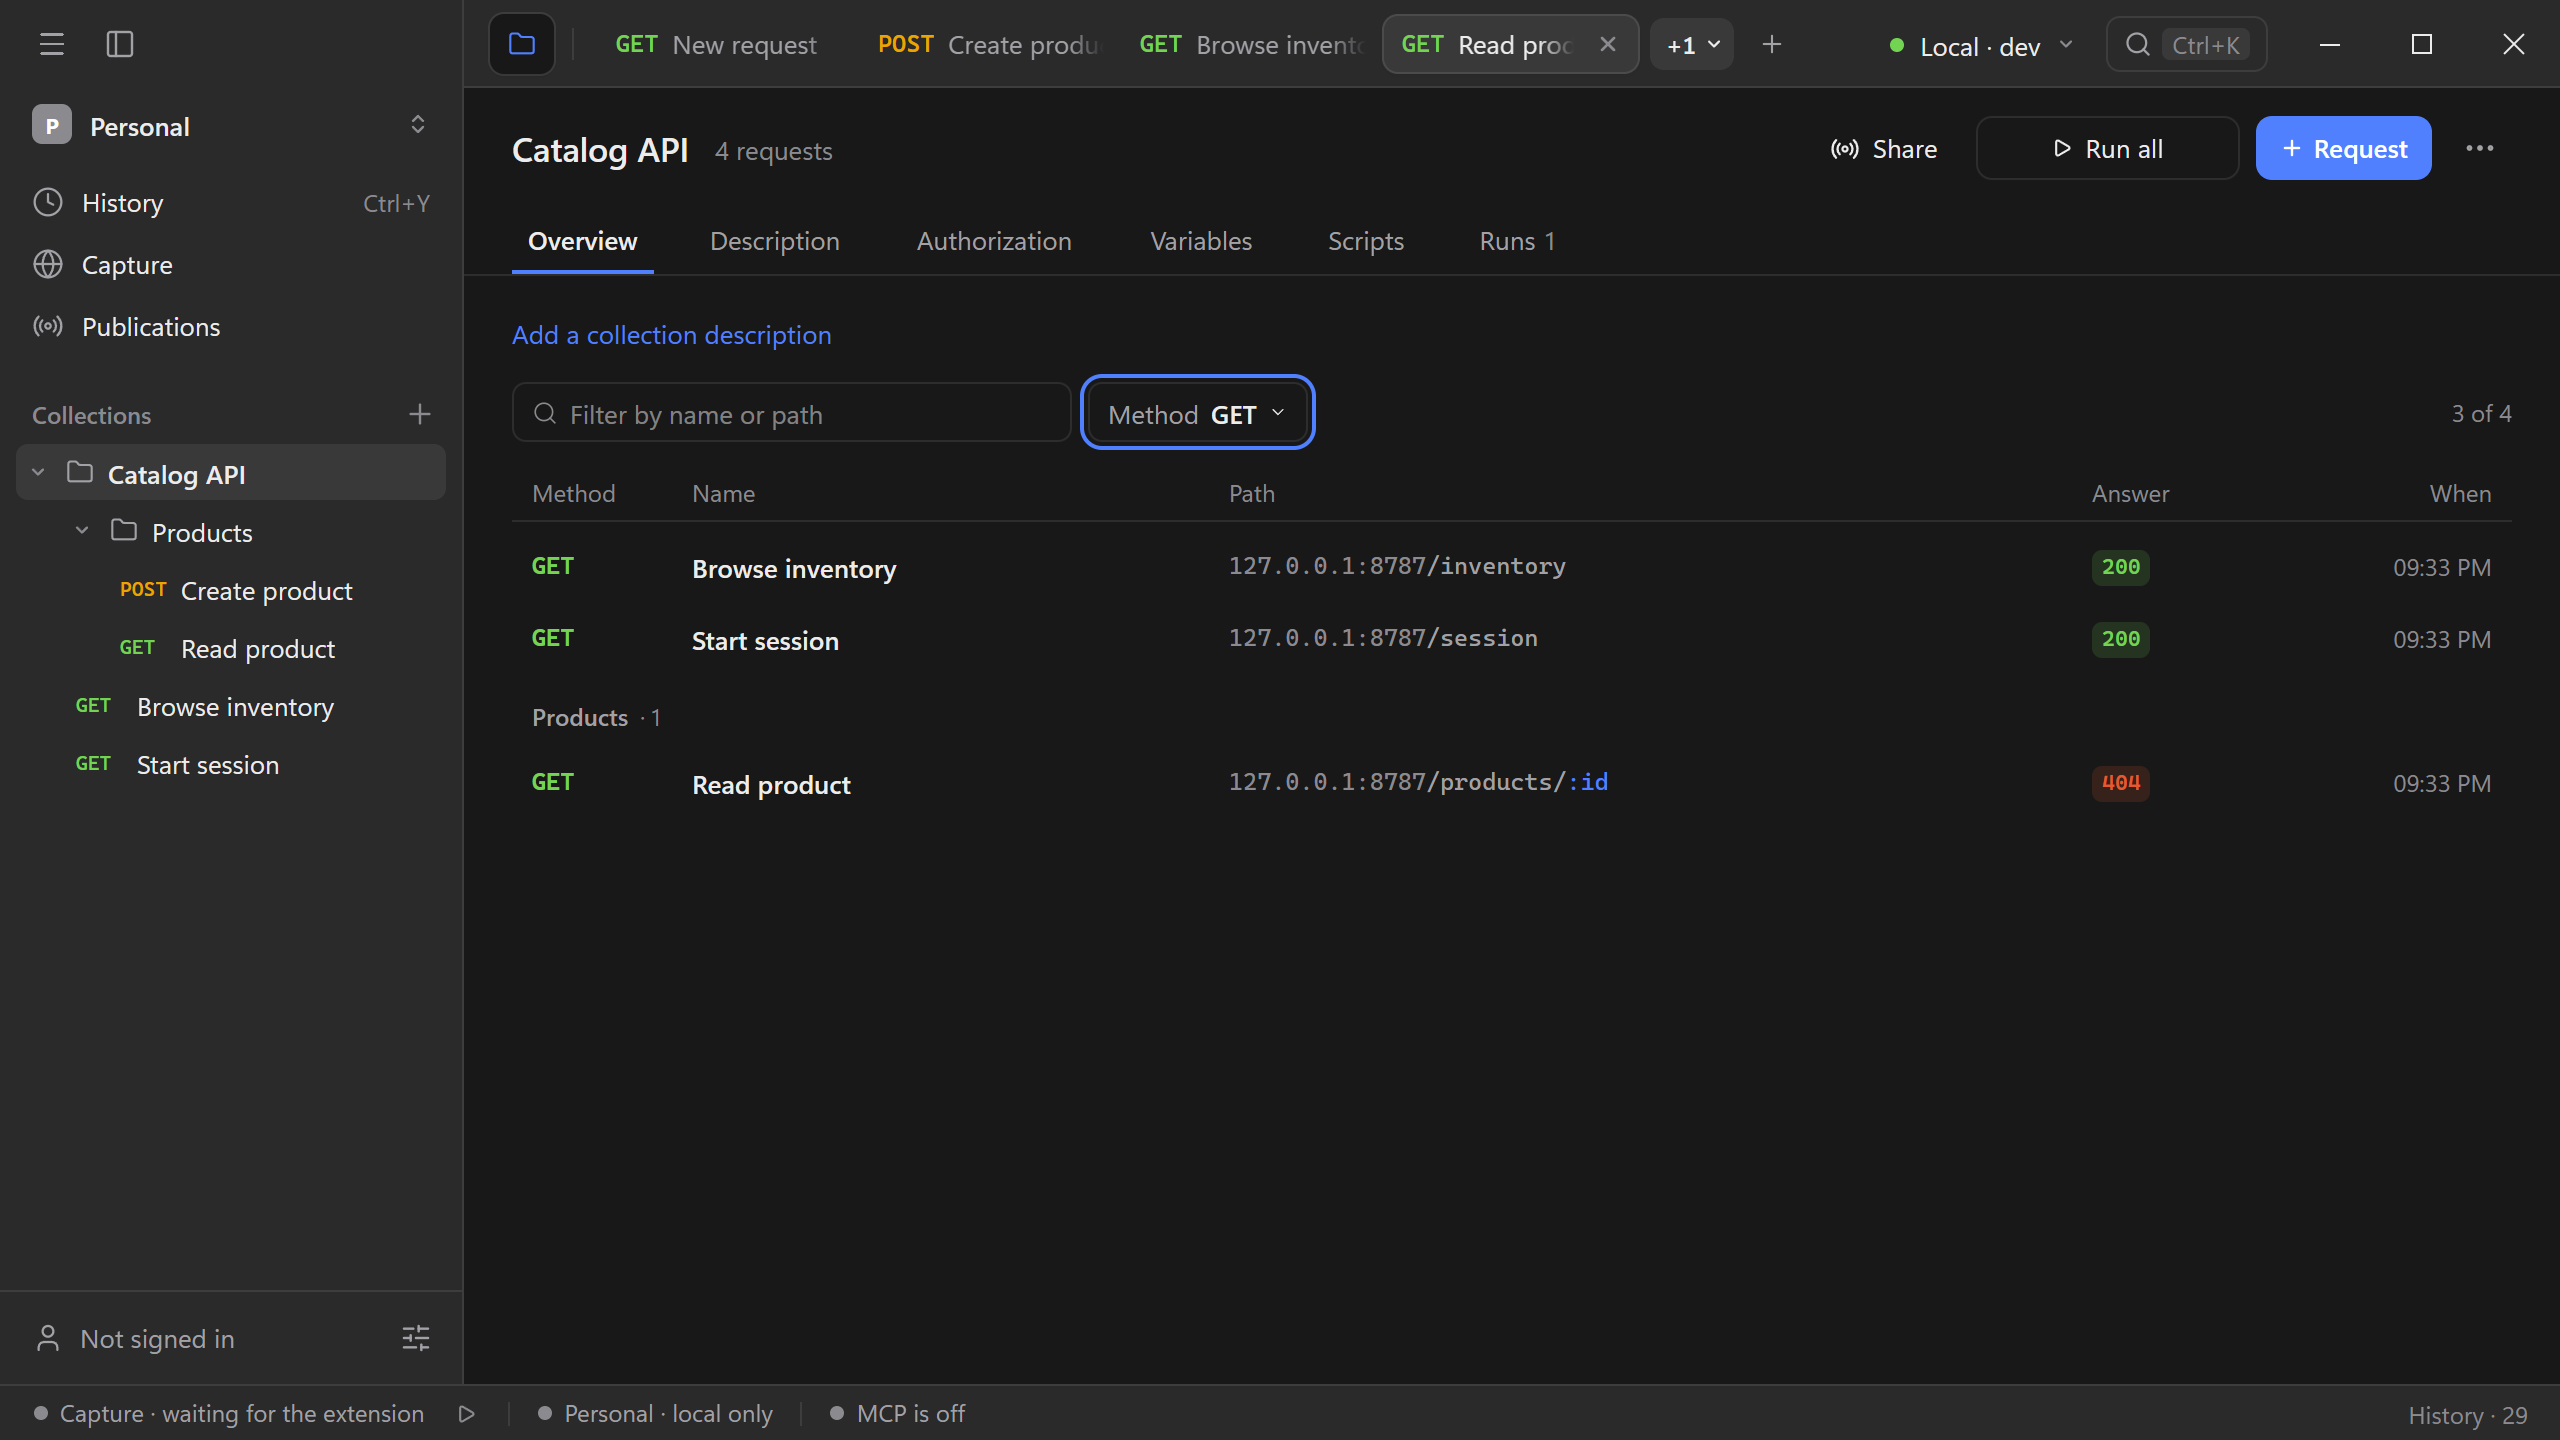 GET New request
POST Create produ
GET Browse invent
GET Read proc
+1
Local · dev
Ctrl+K
P Personal
History Ctrl+Y
Capture
Publications
Collections
Catalog API
Products
POST Create product
GET Read product
GET Browse inventory
GET Start session
Not signed in
Catalog API 4 requests
Share
Run all
+ Request
Overview Description Authorization Variables Scripts Runs 1
Add a collection description
Filter by name or path
Method GET
3 of 4
Method Name Path Answer When
GET Browse inventory 127.0.0.1:8787/inventory 200 09:33 PM
GET Start session 127.0.0.1:8787/session 200 09:33 PM
Products · 1
GET Read product 127.0.0.1:8787/products/:id 404 09:33 PM
Capture · waiting for the extension
Personal · local only
MCP is off
History · 29